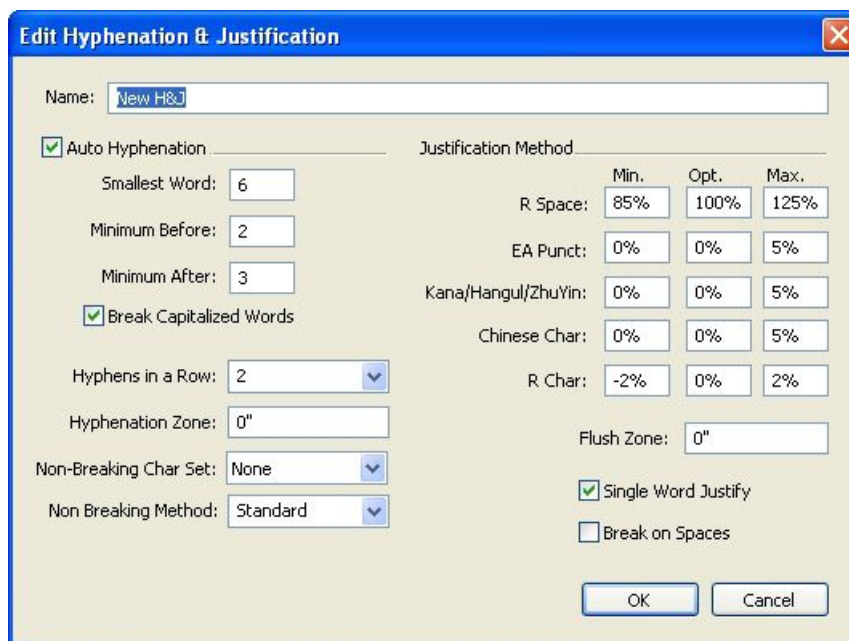 Edit Hyphenation & Justification
Name: New H&J
Auto Hyphenation
Smallest Word: 6
Minimum Before: 2
Minimum After: 3
Break Capitalized Words
Hyphens in a Row: 2
Hyphenation Zone: 0"
Non-Breaking Char Set: None
Non Breaking Method: Standard
Justification Method
Min. Opt. Max.
R Space: 85% 100% 125%
EA Punct: 0% 0% 5%
Kana/Hangul/ZhuYin: 0% 0% 5%
Chinese Char: 0% 0% 5%
R Char: -2% 0% 2%
Flush Zone: 0"
Single Word Justify
Break on Spaces
OK Cancel